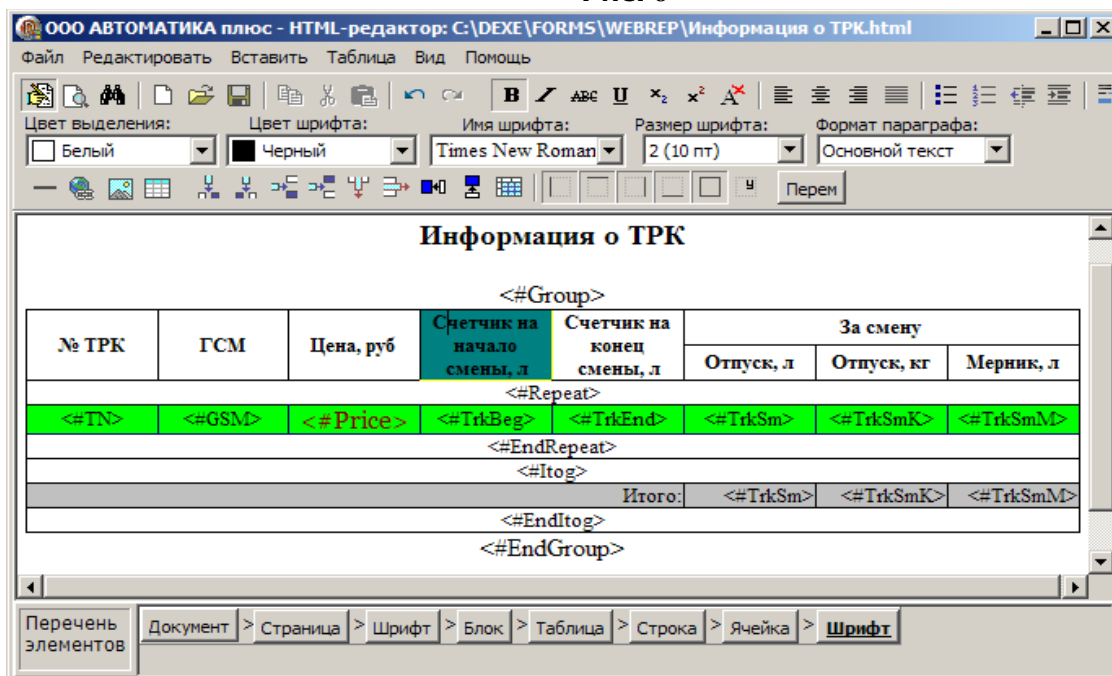 ООО АВТОМАТИКА плюс - HTML-редактор: C:\DEXE\FORMS\WEBREP\Информация о ТРК.html
Файл Редактировать Вставить Таблица Вид Помощь
B I ABC U x₂ x²
Цвет выделения: Цвет шрифта: Имя шрифта: Размер шрифта: Формат параграфа:
Белый Черный Times New Roman 2 (10 пт) Основной текст
Перем
Информация о ТРК
<#Group>
№ ТРК ГСМ Цена, руб Счетчик на начало смены, л Счетчик на конец смены, л За смену
Отпуск, л Отпуск, кг Мерник, л
<#Repeat>
<#TN> <#GSM> <#Price> <#TrkBeg> <#TrkEnd> <#TrkSm> <#TrkSmK> <#TrkSmM>
<#EndRepeat>
<#Itog>
Итого: <#TrkSm> <#TrkSmK> <#TrkSmM>
<#EndItog>
<#EndGroup>
Перечень элементов
Документ > Страница > Шрифт > Блок > Таблица > Строка > Ячейка > Шрифт